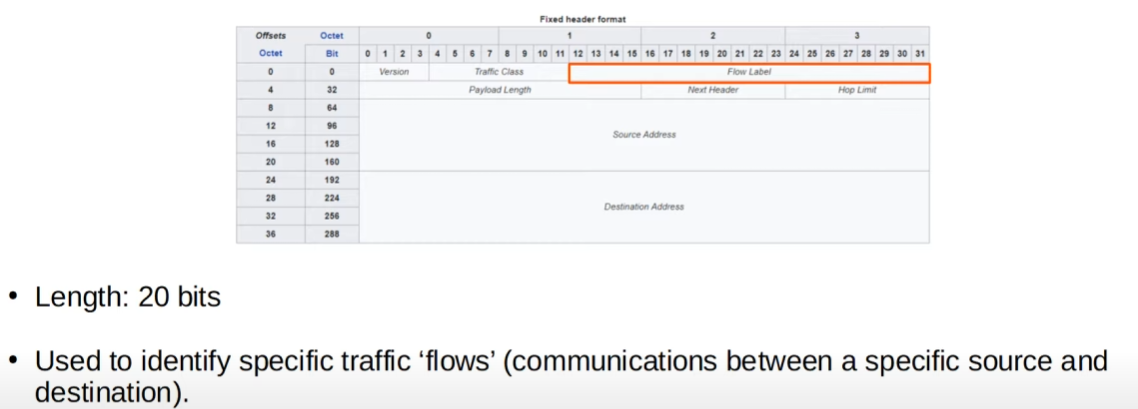 Fixed header format
Offsets Octet 0 1 2 3
Octet Bit 0 1 2 3 4 5 6 7 8 9 10 11 12 13 14 15 16 17 18 19 20 21 22 23 24 25 26 27 28 29 30 31
0 0 Version Traffic Class Flow Label
4 32 Payload Length Next Header Hop Limit
8 64
12 96
Source Address
16 128
20 160
24 192
28 224
Destination Address
32 256
36 288
• Length: 20 bits
• Used to identify specific traffic ‘flows’ (communications between a specific source and
destination).